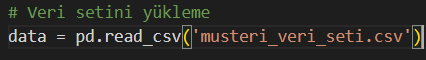 # Veri setini yükleme
data = pd.read_csv('musteri_veri_seti.csv')